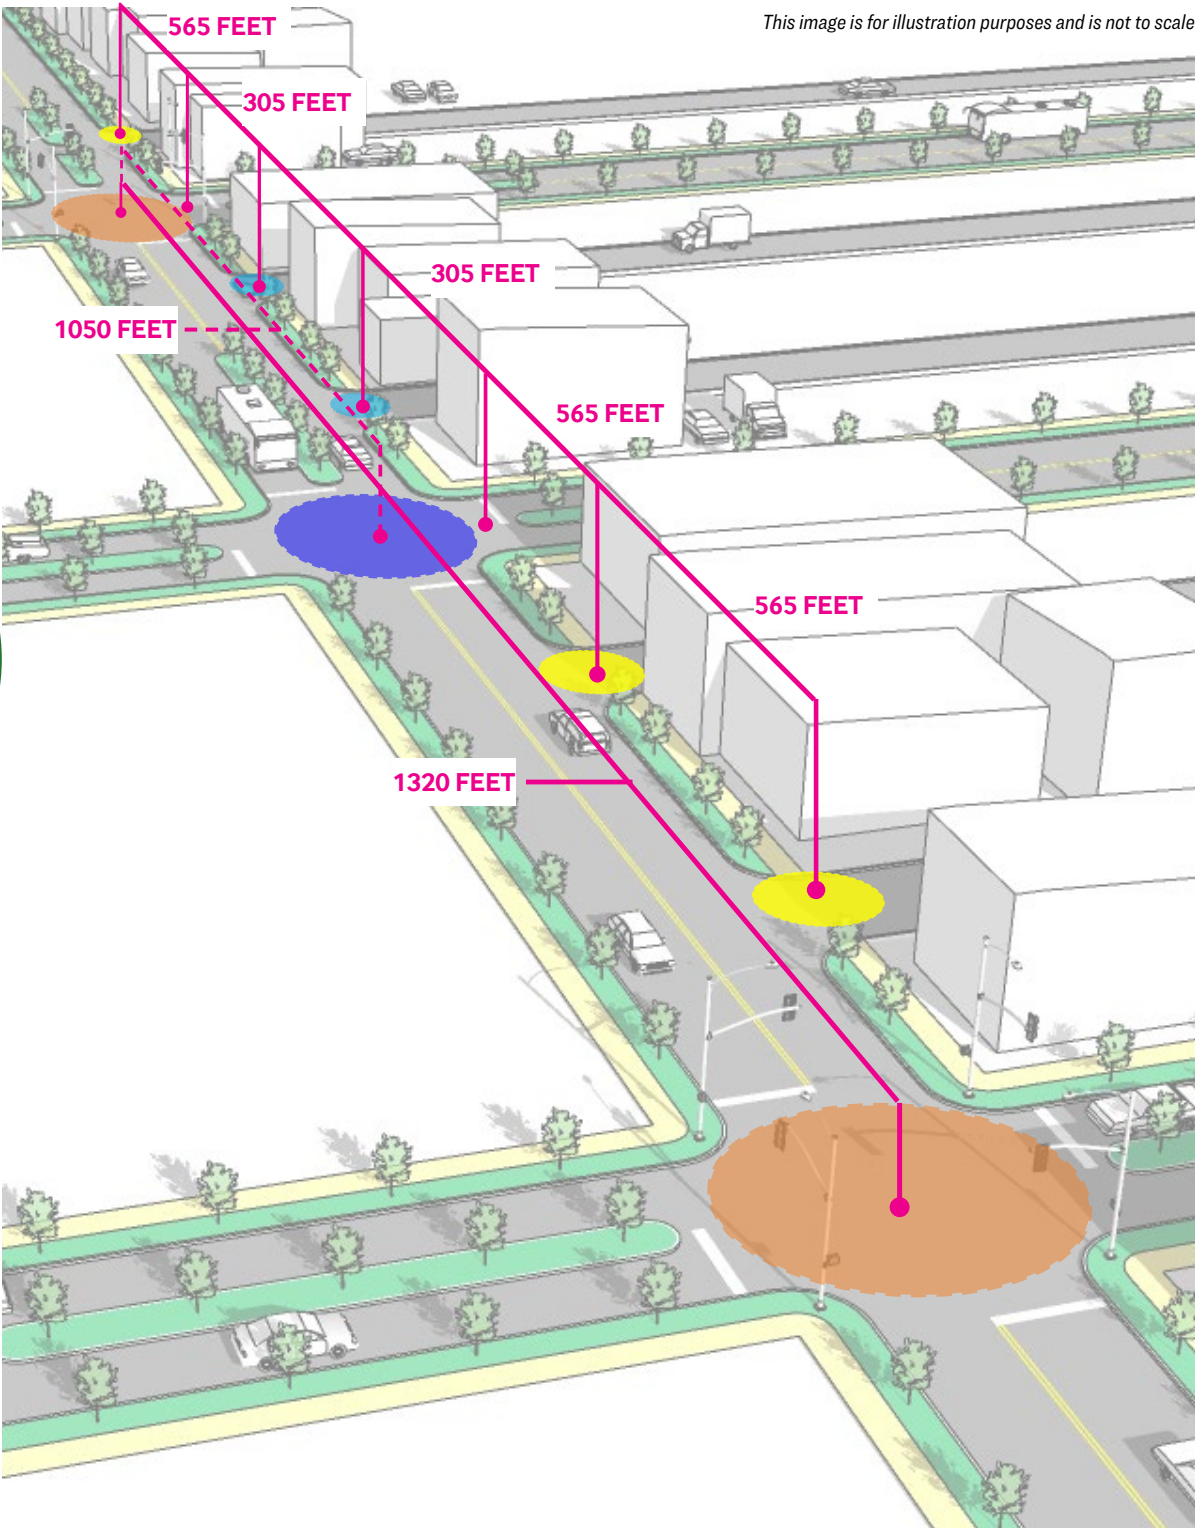 This image is for illustration purposes and is not to scale
565 FEET
305 FEET
305 FEET
1050 FEET
565 FEET
565 FEET
1320 FEET